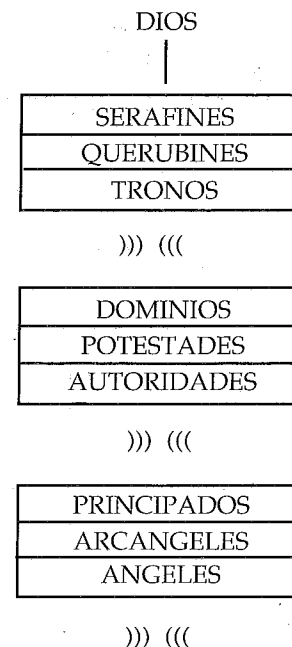 DIOS
SERAFINES
QUERUBINES
TRONOS
))) (((
DOMINIOS
POTESTADES
AUTORIDADES
))) (((
PRINCIPADOS
ARCANGELES
ANGELES
))) (((